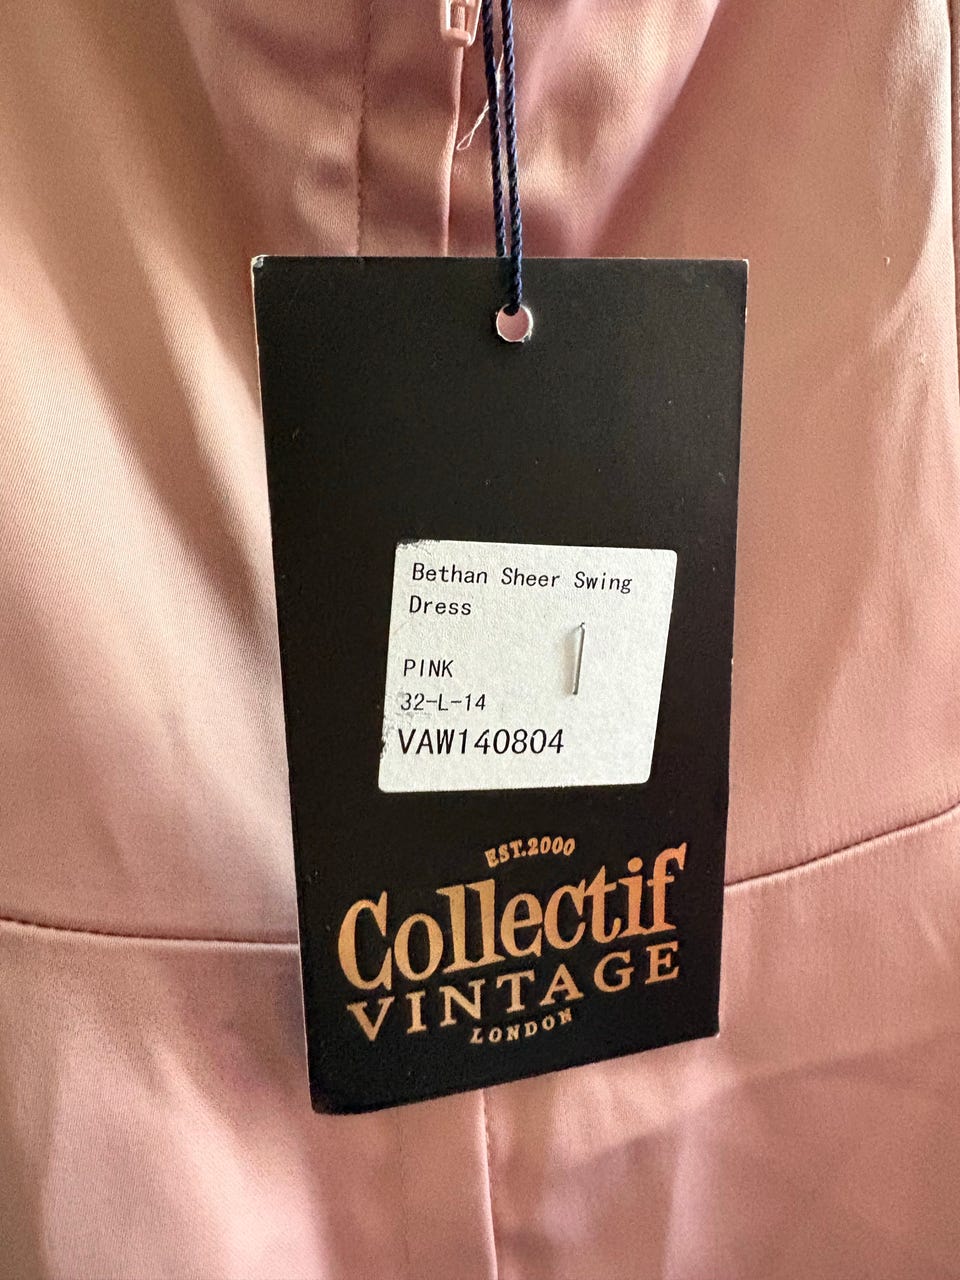 Bethan Sheer Swing
Dress
PINK
32-L-14
VAW140804
EST.2000
Collectif
VINTAGE
LONDON